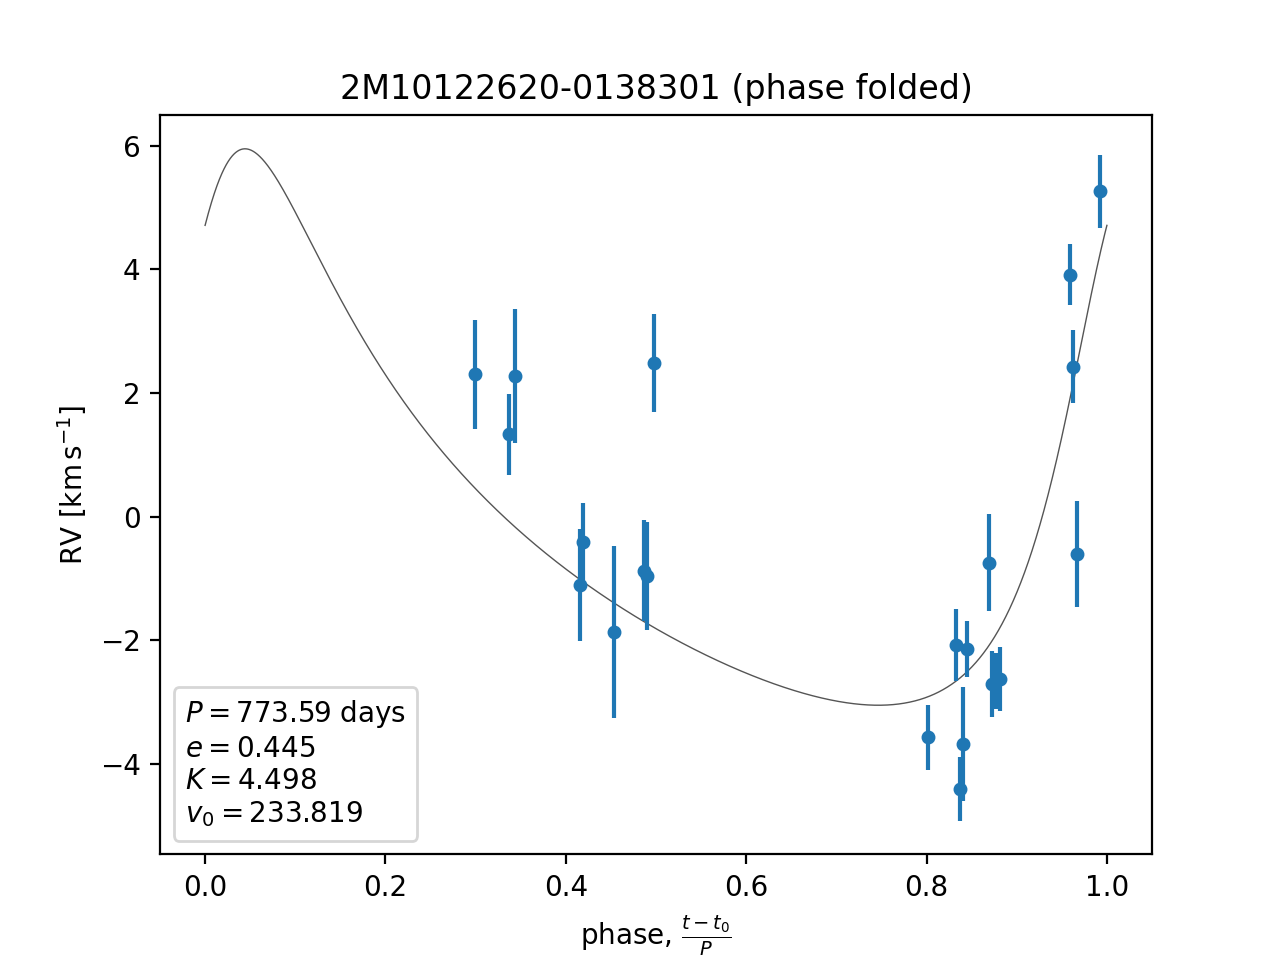 2M10122620-0138301 (phase folded)
RV [km s⁻¹]
6
4
2
0
−2
−4
P = 773.59 days
e = 0.445
K = 4.498
v₀ = 233.819
0.0 0.2 0.4 0.6 0.8 1.0
phase, (t − t₀)/P